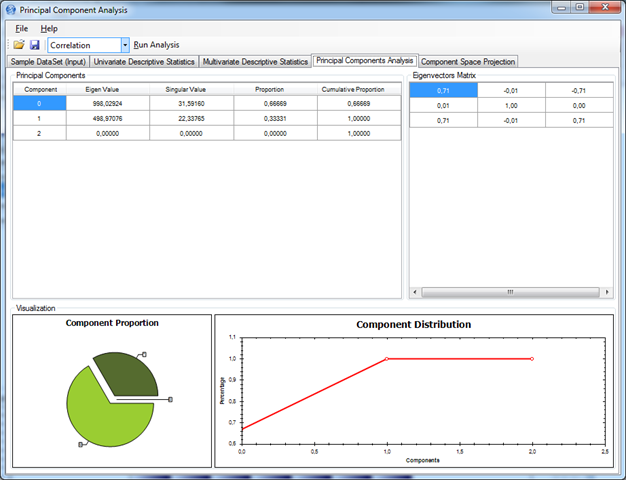 Principal Component Analysis
File Help
Correlation Run Analysis
Sample DataSet (Input) Univariate Descriptive Statistics Multivariate Descriptive Statistics Principal Components Analysis Component Space Projection
Principal Components
Component Eigen Value Singular Value Proportion Cumulative Proportion
0 998,02924 31,59160 0,66669 0,66669
1 498,97076 22,33765 0,33331 1,00000
2 0,00000 0,00000 0,00000 1,00000
Eigenvectors Matrix
0,71 -0,01 -0,71
0,01 1,00 0,00
0,71 -0,01 0,71
Visualization
Component Proportion
Component Distribution
Percentage
1,1
1,0
0,9
0,8
0,7
0,6
0,0 0,5 1,0 1,5 2,0 2,5
Components